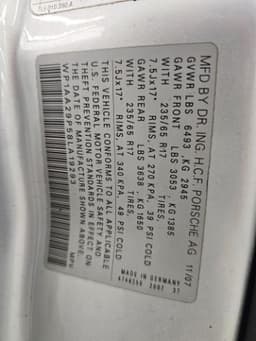 MFD BY DR. ING. H.C.F. PORSCHE AG 11/07
GVWR LBS 6493 ,KG 2945
GAWR FRONT LBS 3053 ,KG 1385
WITH 235/65 R17 TIRES,
7.5Jx17" RIMS, AT 270 KPA, 39 PSI COLD
GAWR REAR LBS 3638 ,KG 1650
WITH 235/65 R17 TIRES,
7.5Jx17" RIMS, AT 340 KPA, 49 PSI COLD
THIS VEHICLE CONFORMS TO ALL APPLICABLE
U.S. FEDERAL MOTOR VEHICLE SAFETY AND
THEFT PREVENTION STANDARDS IN EFFECT ON
THE DATE OF MANUFACTURE SHOWN ABOVE.
WP1AA29P58LA19293 MPV
MADE IN GERMANY
2007 37